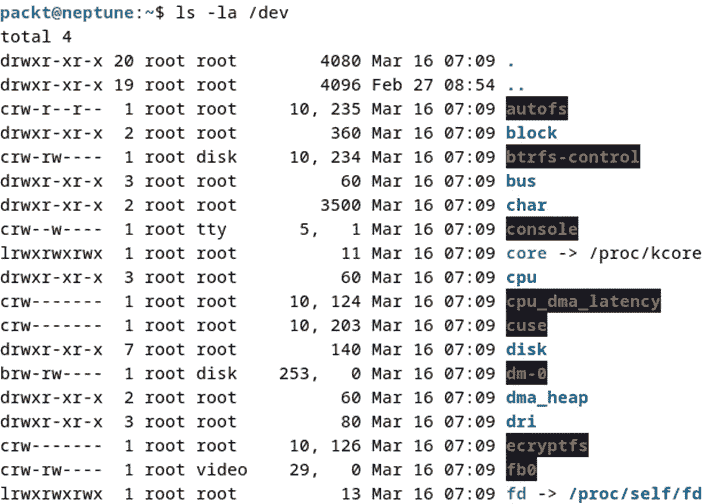 packt@neptune:~$ ls -la /dev
total 4
drwxr-xr-x 20 root root        4080 Mar 16 07:09 .
drwxr-xr-x 19 root root        4096 Feb 27 08:54 ..
crw-r--r--  1 root root     10, 235 Mar 16 07:09 autofs
drwxr-xr-x  2 root root         360 Mar 16 07:09 block
crw-rw----  1 root disk     10, 234 Mar 16 07:09 btrfs-control
drwxr-xr-x  3 root root          60 Mar 16 07:09 bus
drwxr-xr-x  2 root root        3500 Mar 16 07:09 char
crw--w----  1 root tty       5,   1 Mar 16 07:09 console
lrwxrwxrwx  1 root root          11 Mar 16 07:09 core -> /proc/kcore
drwxr-xr-x  3 root root          60 Mar 16 07:09 cpu
crw-------  1 root root     10, 124 Mar 16 07:09 cpu_dma_latency
crw-------  1 root root     10, 203 Mar 16 07:09 cuse
drwxr-xr-x  7 root root         140 Mar 16 07:09 disk
brw-rw----  1 root disk    253,   0 Mar 16 07:09 dm-0
drwxr-xr-x  2 root root          60 Mar 16 07:09 dma_heap
drwxr-xr-x  3 root root          80 Mar 16 07:09 dri
crw-------  1 root root     10, 126 Mar 16 07:09 ecryptfs
crw-rw----  1 root video    29,   0 Mar 16 07:09 fb0
lrwxrwxrwx  1 root root          13 Mar 16 07:09 fd -> /proc/self/fd